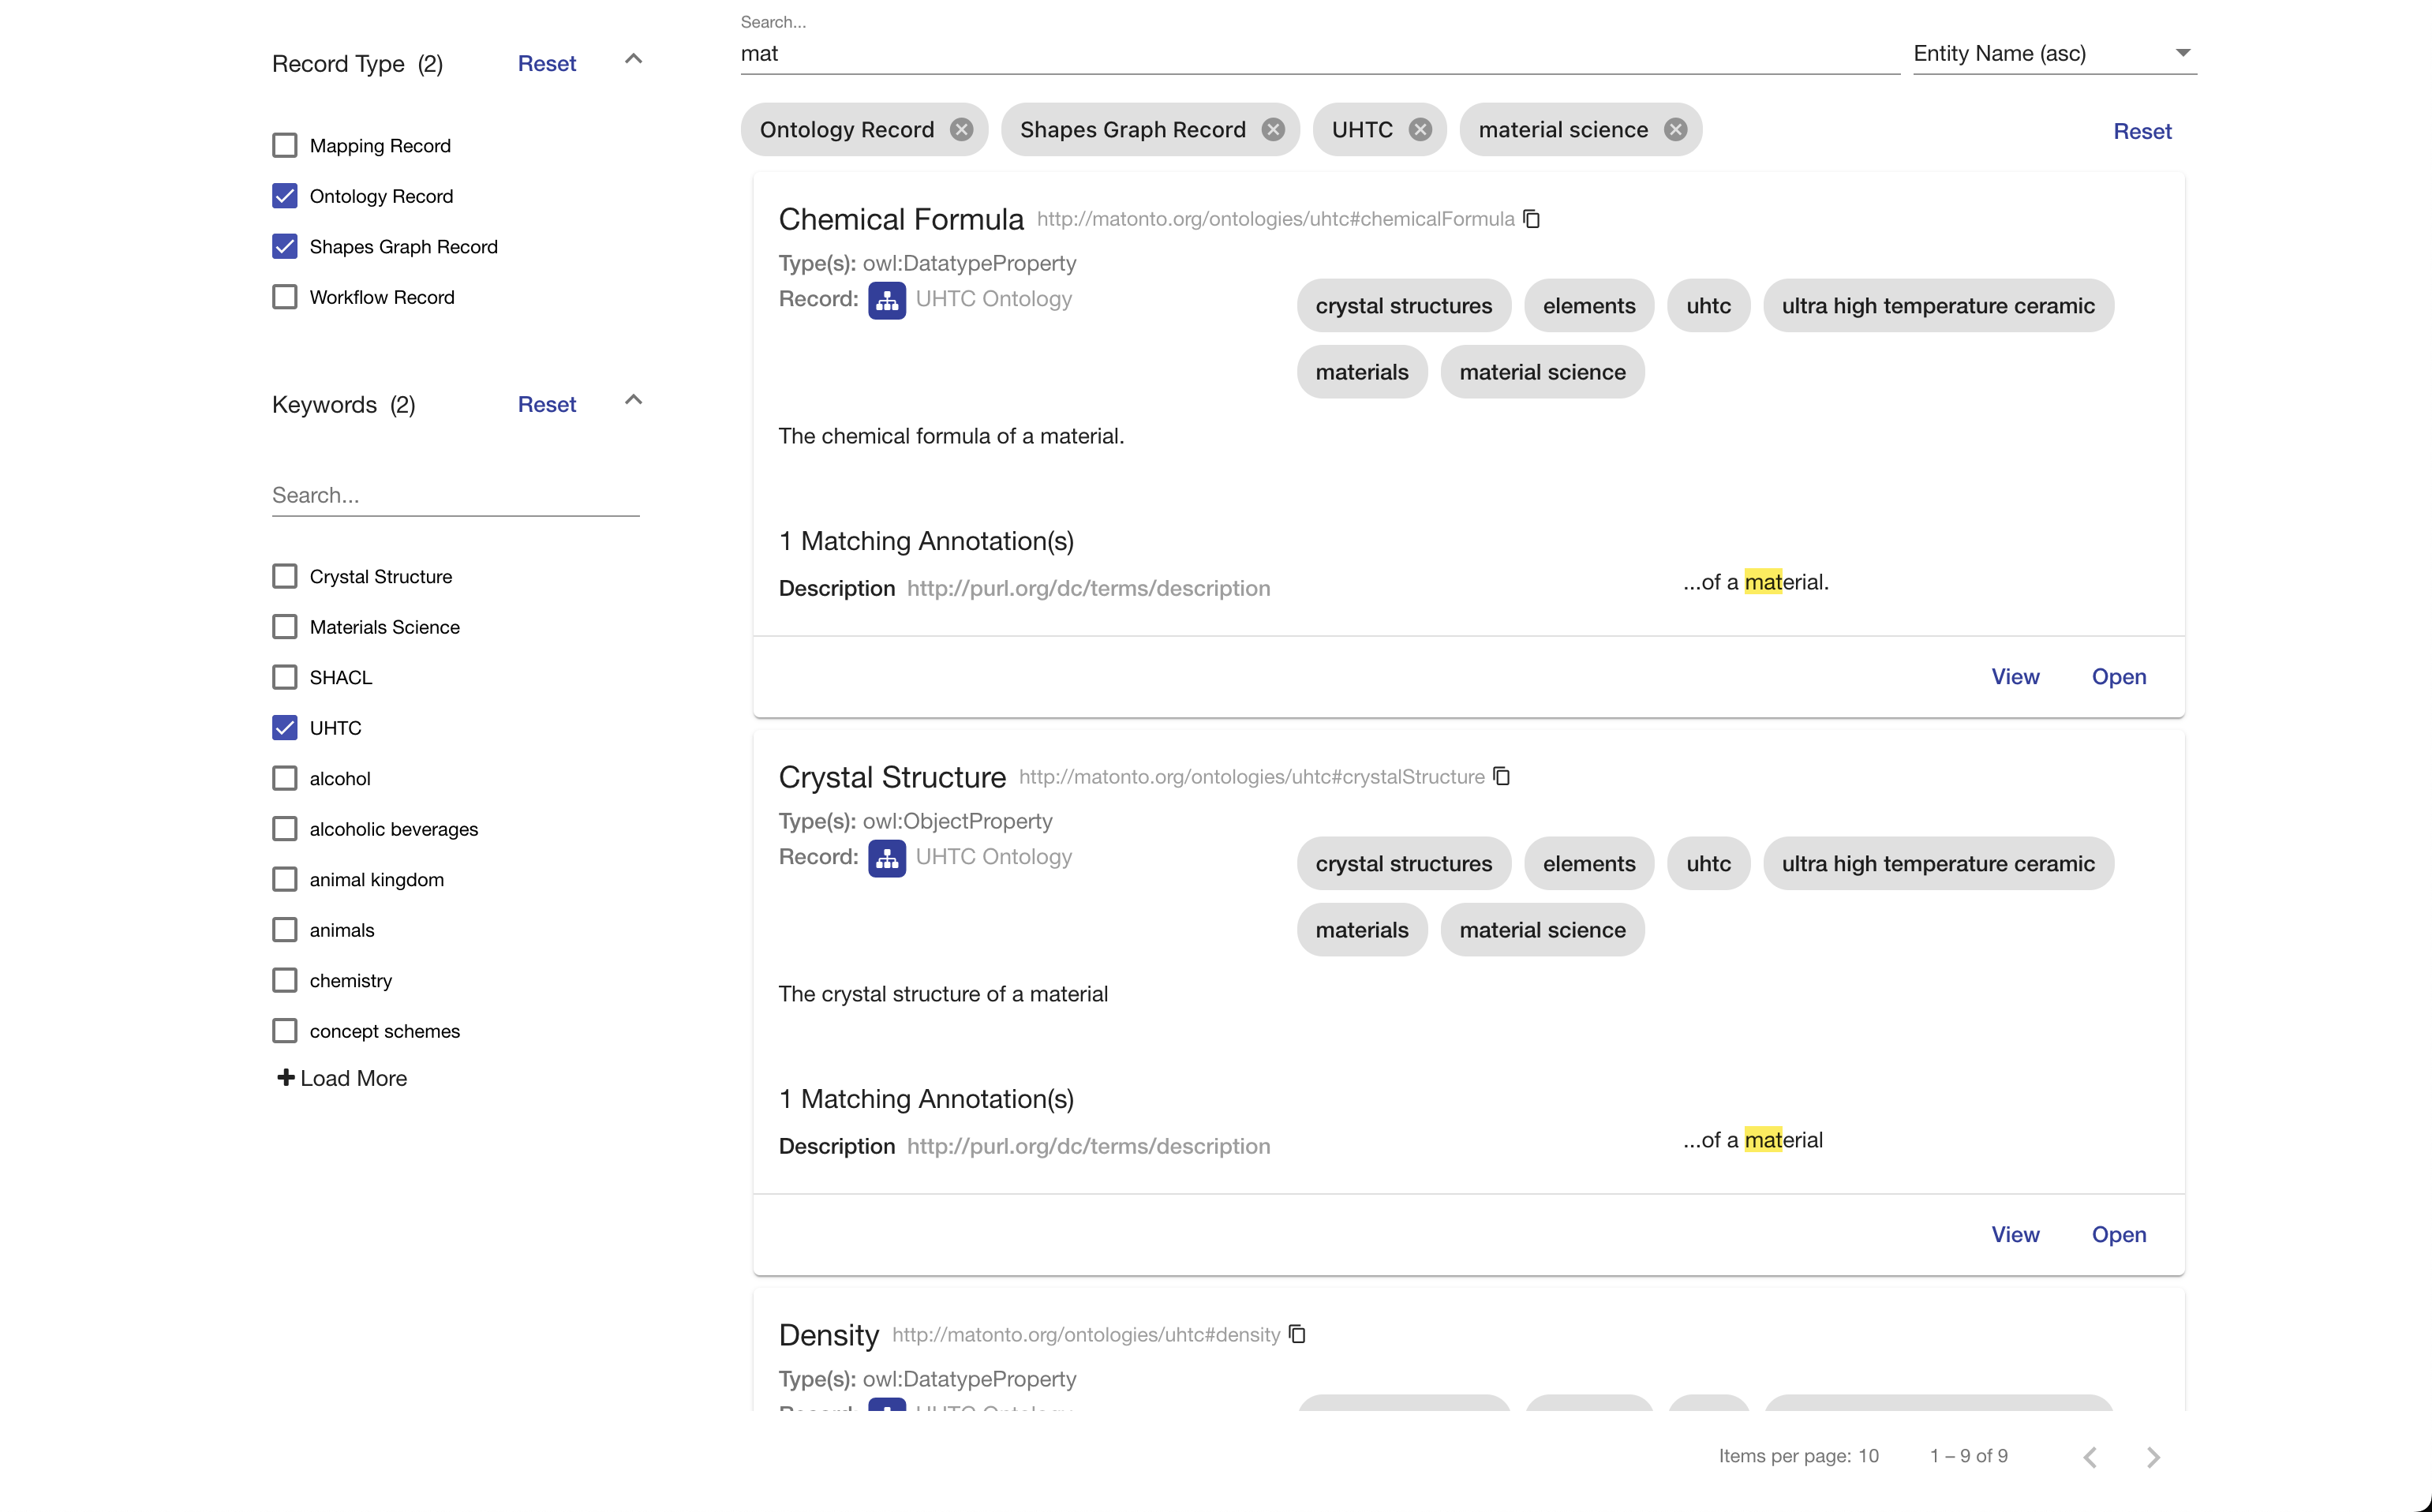 Record Type (2) Reset
Mapping Record
Ontology Record
Shapes Graph Record
Workflow Record
Keywords (2) Reset
Search...
Crystal Structure
Materials Science
SHACL
UHTC
alcohol
alcoholic beverages
animal kingdom
animals
chemistry
concept schemes
Load More
Search...
mat
Entity Name (asc)
Ontology Record Shapes Graph Record UHTC material science Reset
Chemical Formula http://matonto.org/ontologies/uhtc#chemicalFormula
Type(s): owl:DatatypeProperty
Record: UHTC Ontology
crystal structures elements uhtc ultra high temperature ceramic
materials material science
The chemical formula of a material.
1 Matching Annotation(s)
Description http://purl.org/dc/terms/description ...of a material.
View Open
Crystal Structure http://matonto.org/ontologies/uhtc#crystalStructure
Type(s): owl:ObjectProperty
Record: UHTC Ontology
crystal structures elements uhtc ultra high temperature ceramic
materials material science
The crystal structure of a material
1 Matching Annotation(s)
Description http://purl.org/dc/terms/description ...of a material
View Open
Density http://matonto.org/ontologies/uhtc#density
Type(s): owl:DatatypeProperty
Items per page: 10 1 – 9 of 9